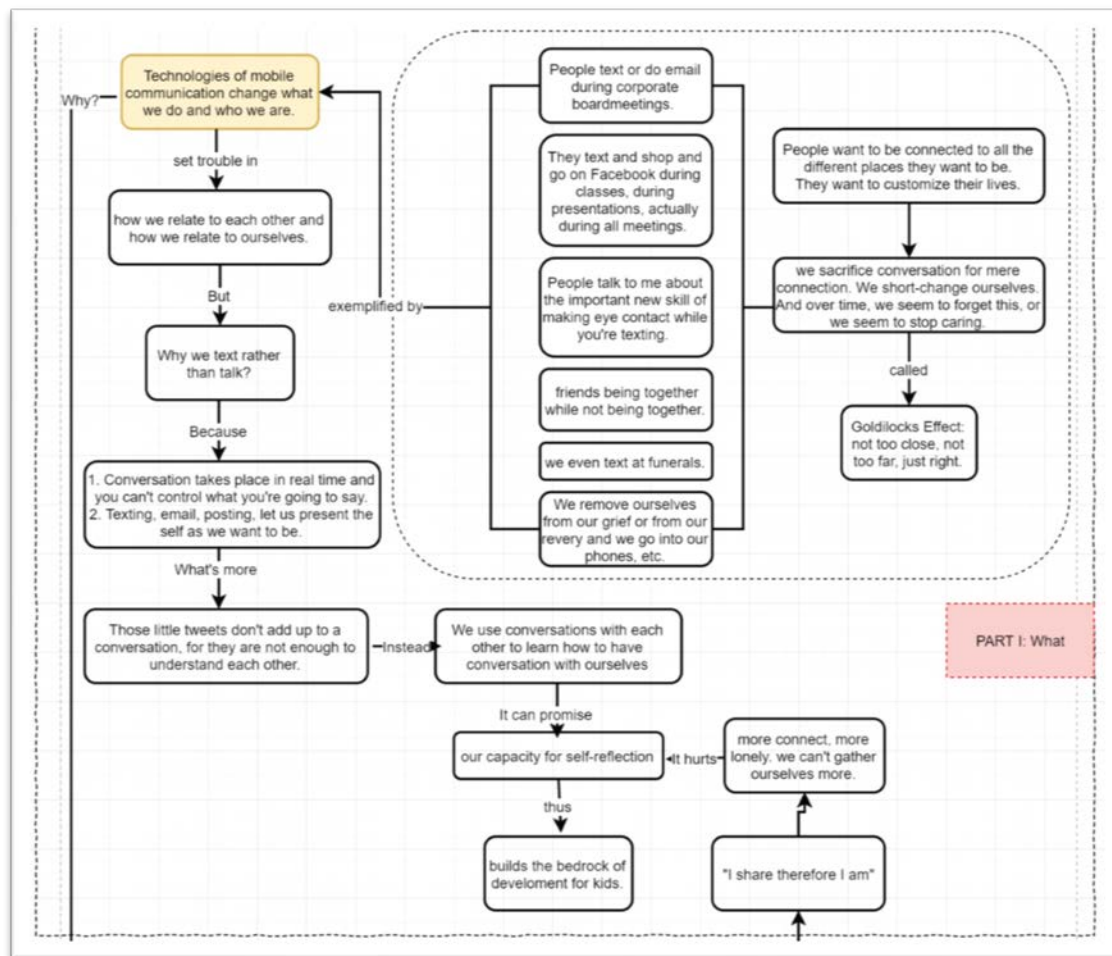 Technologies of mobile
communication change what
we do and who we are.
Why?
set trouble in
how we relate to each other and
how we relate to ourselves.
But
Why we text rather
than talk?
Because
1. Conversation takes place in real time and
you can't control what you're going to say.
2. Texting, email, posting, let us present the
self as we want to be.
What's more
Those little tweets don't add up to a
conversation, for they are not enough to
understand each other.
Instead
We use conversations with each
other to learn how to have
conversation with ourselves
It can promise
our capacity for self-reflection
thus
builds the bedrock of
develoment for kids.
exemplified by
People text or do email
during corporate
boardmeetings.
They text and shop and
go on Facebook during
classes, during
presentations, actually
during all meetings.
People talk to me about
the important new skill of
making eye contact while
you're texting.
friends being together
while not being together.
we even text at funerals.
We remove ourselves
from our grief or from our
revery and we go into our
phones, etc.
People want to be connected to all the
different places they want to be.
They want to customize their lives.
we sacrifice conversation for mere
connection. We short-change ourselves.
And over time, we seem to forget this, or
we seem to stop caring.
called
Goldilocks Effect:
not too close, not
too far, just right.
PART I: What
more connect, more
lonely. we can't gather
ourselves more.
It hurts
"I share therefore I am"